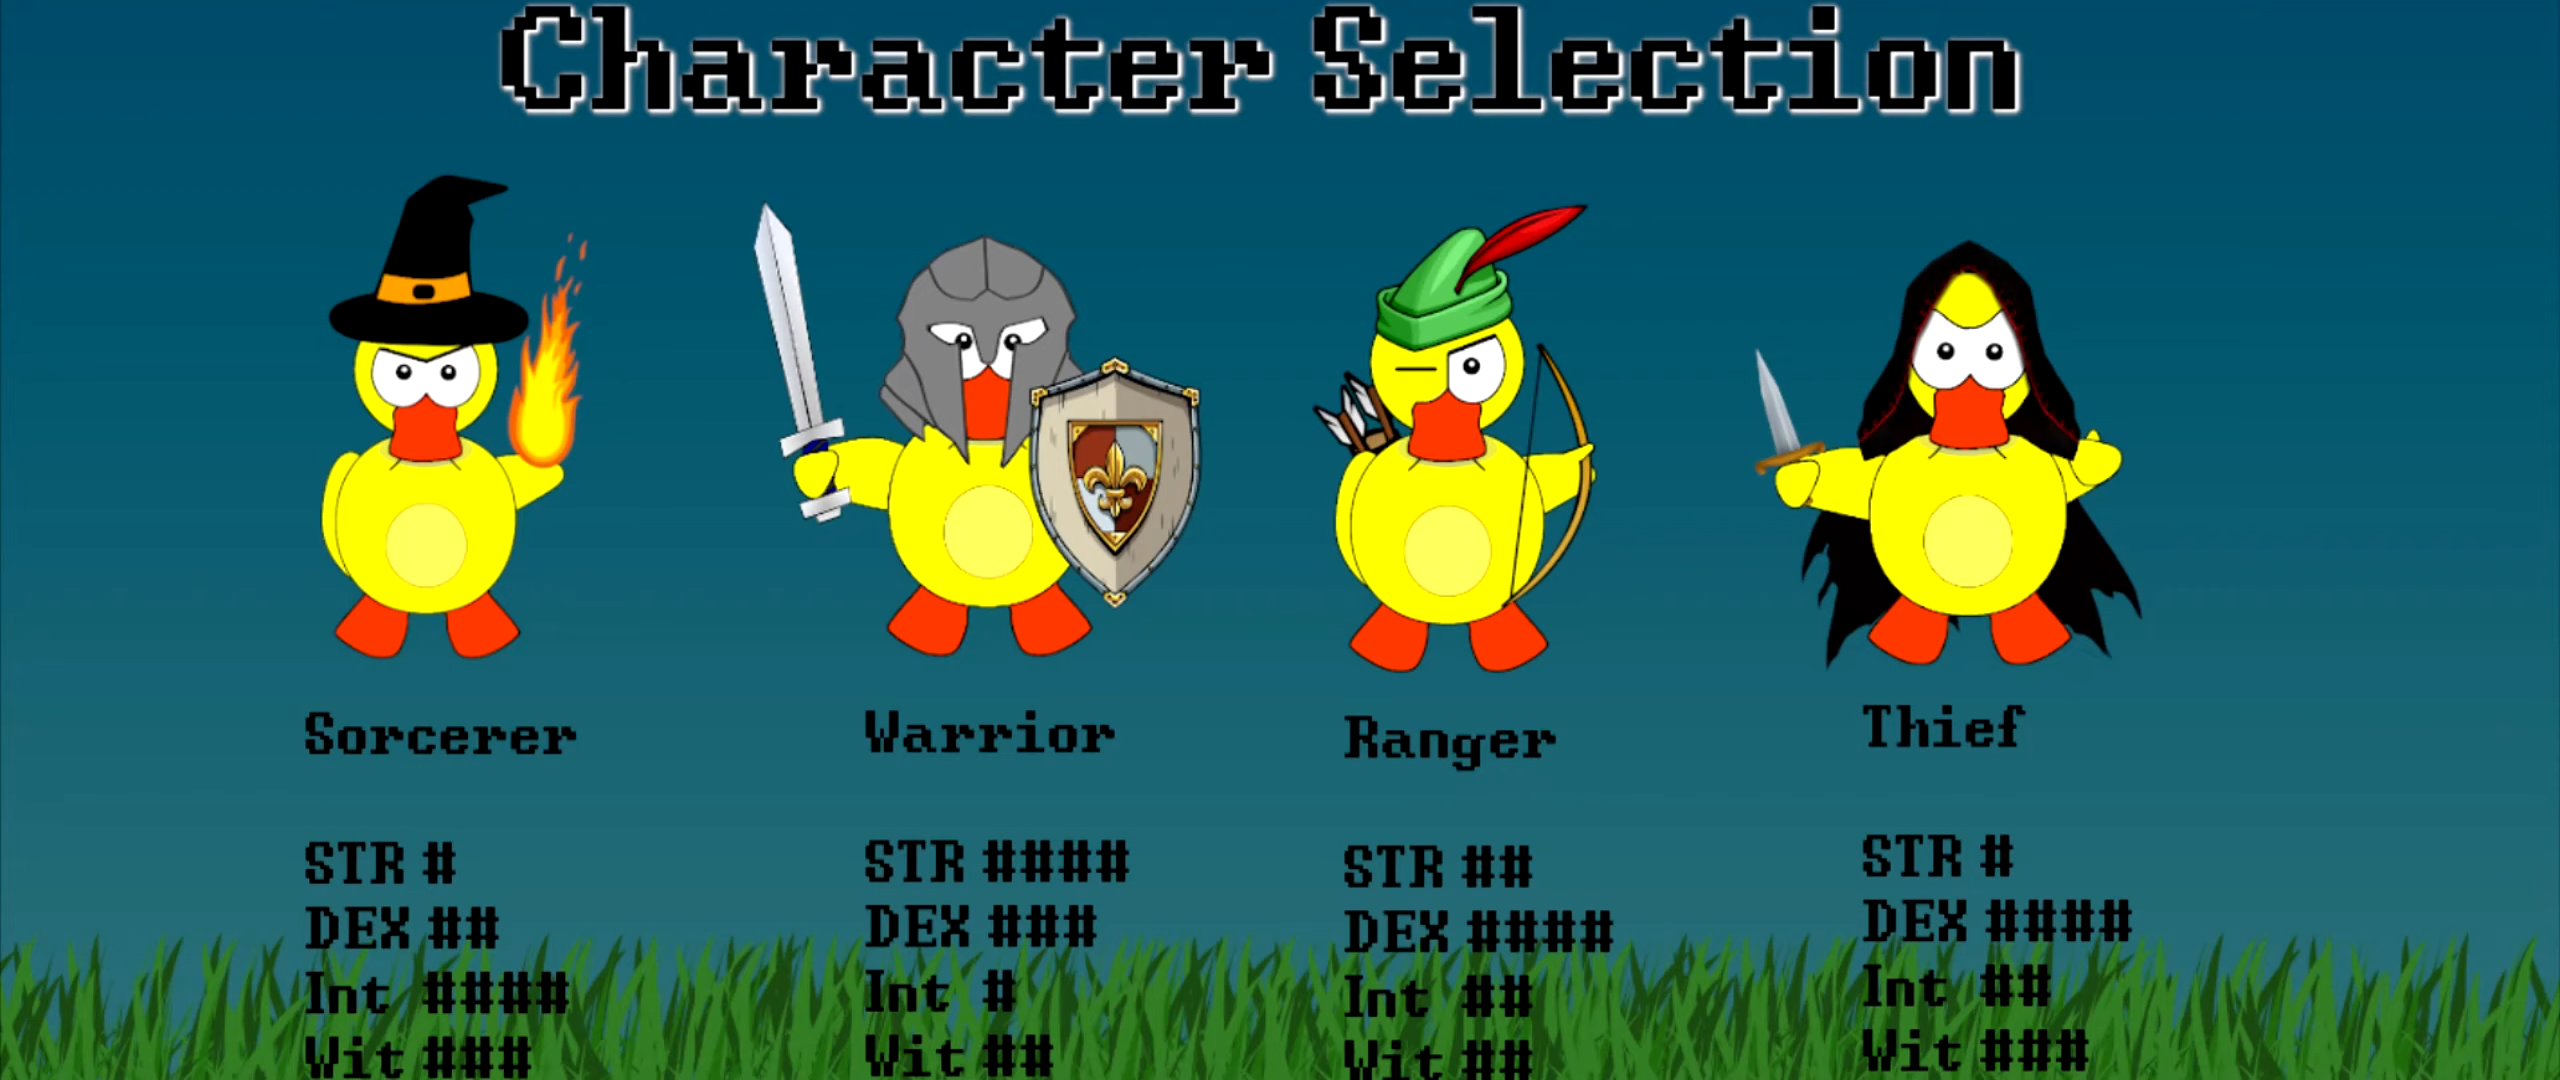 Character Selection
Sorcerer
STR #
DEX ##
Int ####
Wit ###
Warrior
STR ####
DEX ###
Int #
Wit ##
Ranger
STR ##
DEX ####
Int ##
Wit ##
Thief
STR #
DEX ####
Int ##
Wit ###